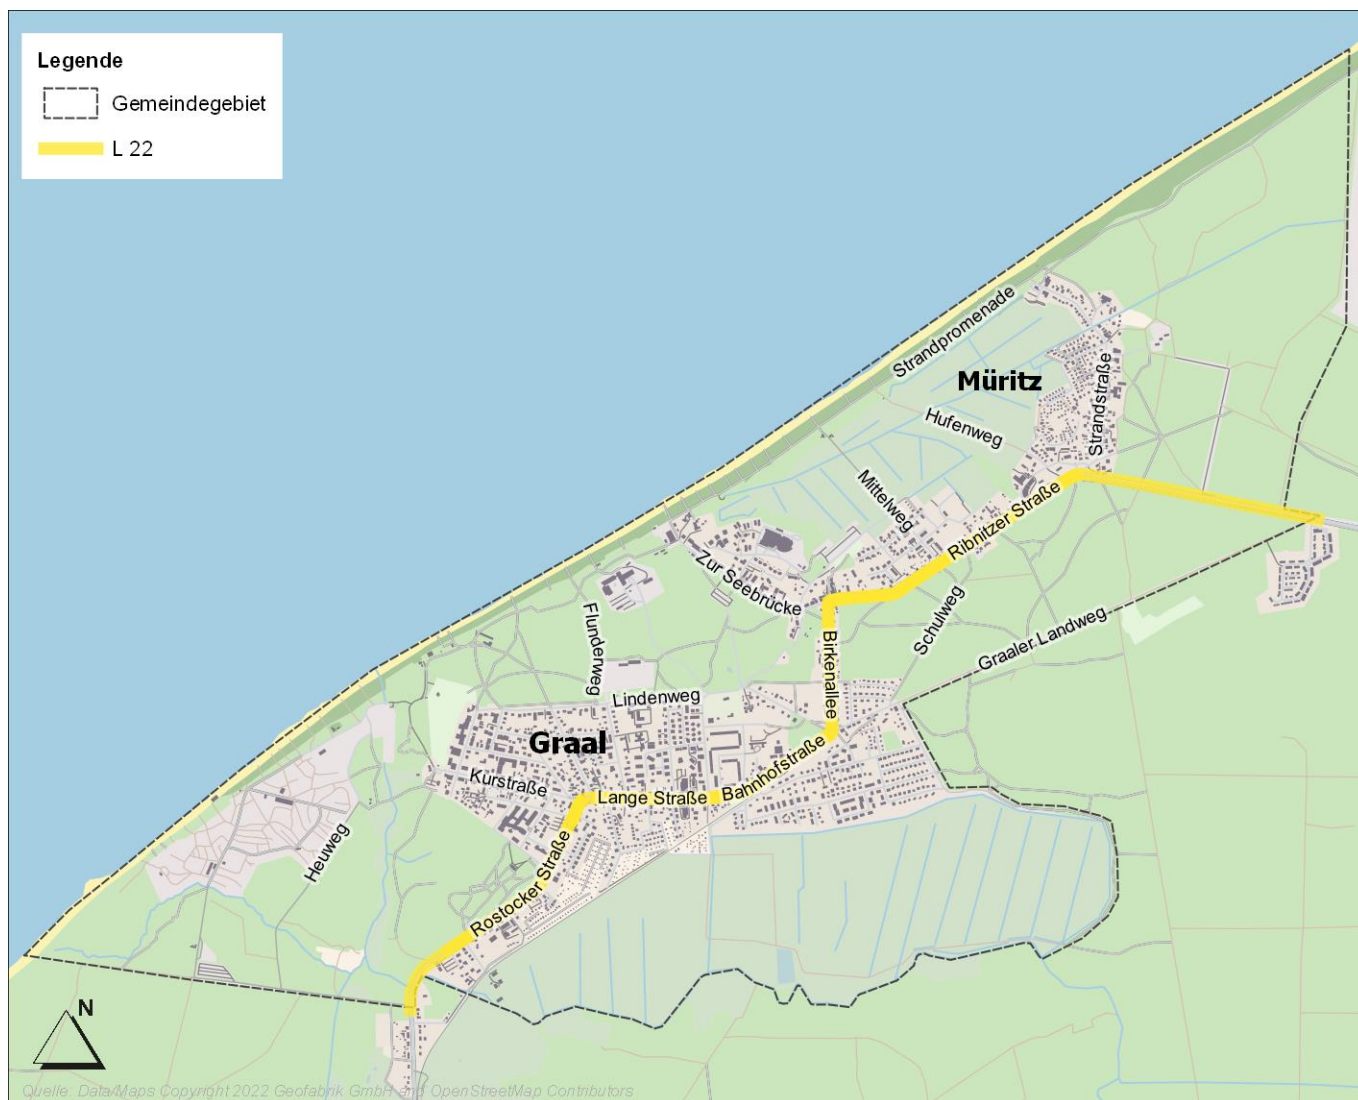 Legende
Gemeindegebiet
L 22
Strandpromenade
Müritz
Strandstraße
Hufenweg
Mittelweg
Ribnitzer Straße
Zur Seebrücke
Schulweg
Flunderweg
Birkenallee
Graaler Landweg
Lindenweg
Graal
Kurstraße
Lange Straße
Bahnhofstraße
Heuweg
Rostocker Straße
N
Quelle: Data/Maps Copyright 2022 Geofabrik GmbH and OpenStreetMap Contributors